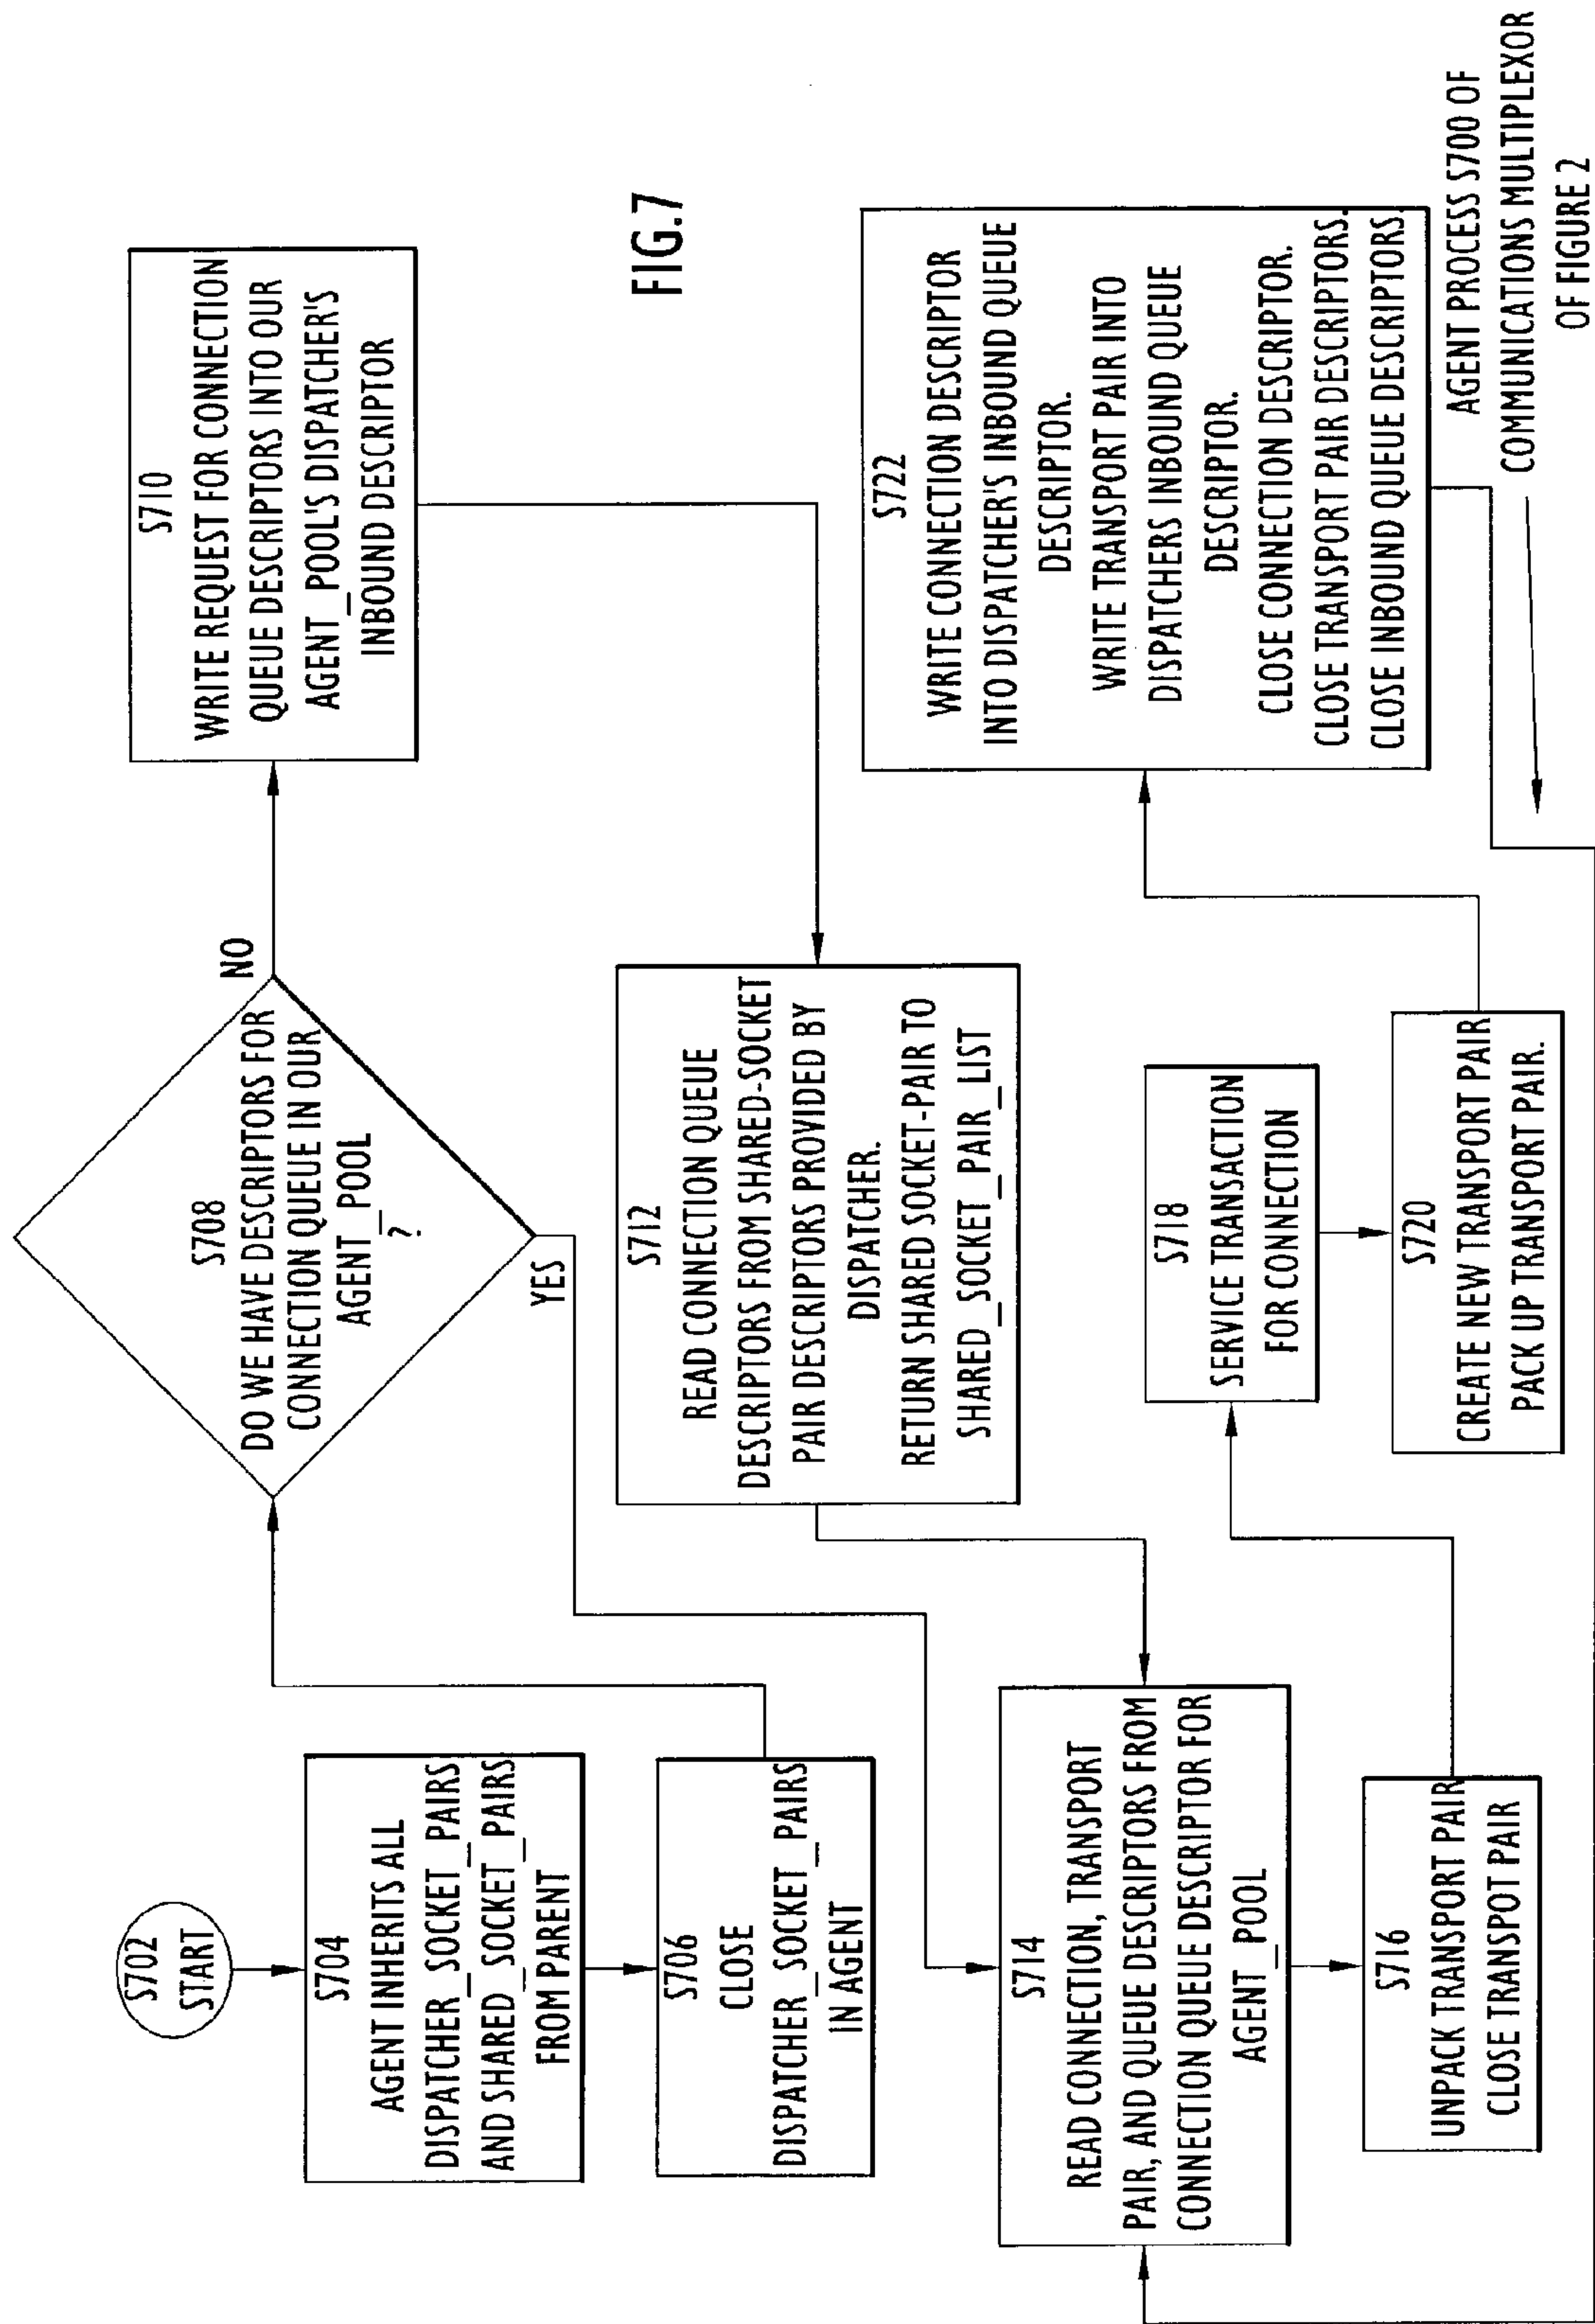 S702
START
S704
AGENT INHERITS ALL
DISPATCHER_SOCKET_PAIRS
AND SHARED_SOCKET_PAIRS
FROM PARENT
S706
CLOSE
DISPATCHER_SOCKET_PAIRS
IN AGENT
S708
DO WE HAVE DESCRIPTORS FOR
CONNECTION QUEUE IN OUR
AGENT_POOL
?
NO
YES
S710
WRITE REQUEST FOR CONNECTION
QUEUE DESCRIPTORS INTO OUR
AGENT_POOL'S DISPATCHER'S
INBOUND DESCRIPTOR
S712
READ CONNECTION QUEUE
DESCRIPTORS FROM SHARED-SOCKET
PAIR DESCRIPTORS PROVIDED BY
DISPATCHER.
RETURN SHARED SOCKET-PAIR TO
SHARED_SOCKET_PAIR_LIST
FIG.7
S714
READ CONNECTION, TRANSPORT
PAIR, AND QUEUE DESCRIPTORS FROM
CONNECTION QUEUE DESCRIPTOR FOR
AGENT_POOL
S716
UNPACK TRANSPORT PAIR
CLOSE TRANSPOT PAIR
S718
SERVICE TRANSACTION
FOR CONNECTION
S720
CREATE NEW TRANSPORT PAIR
PACK UP TRANSPORT PAIR.
S722
WRITE CONNECTION DESCRIPTOR
INTO DISPATCHER'S INBOUND QUEUE
DESCRIPTOR.
WRITE TRANSPORT PAIR INTO
DISPATCHERS INBOUND QUEUE
DESCRIPTOR.
CLOSE CONNECTION DESCRIPTOR.
CLOSE TRANSPORT PAIR DESCRIPTORS.
CLOSE INBOUND QUEUE DESCRIPTORS.
AGENT PROCESS S700 OF
COMMUNICATIONS MULTIPLEXOR
OF FIGURE 2